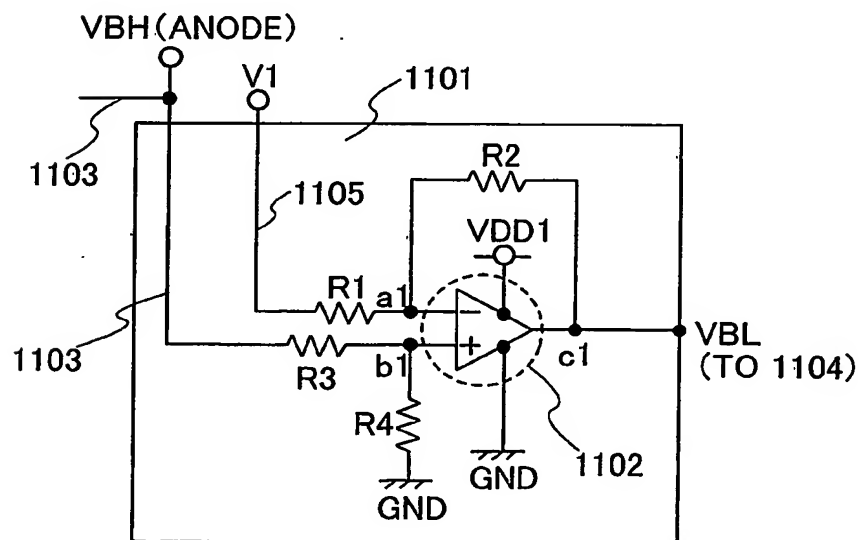 VBH(ANODE)
V1
1101
R2
1103
1105
VDD1
R1
a1
−
1103
R3
b1
+
c1
VBL
(TO 1104)
R4
1102
GND
GND